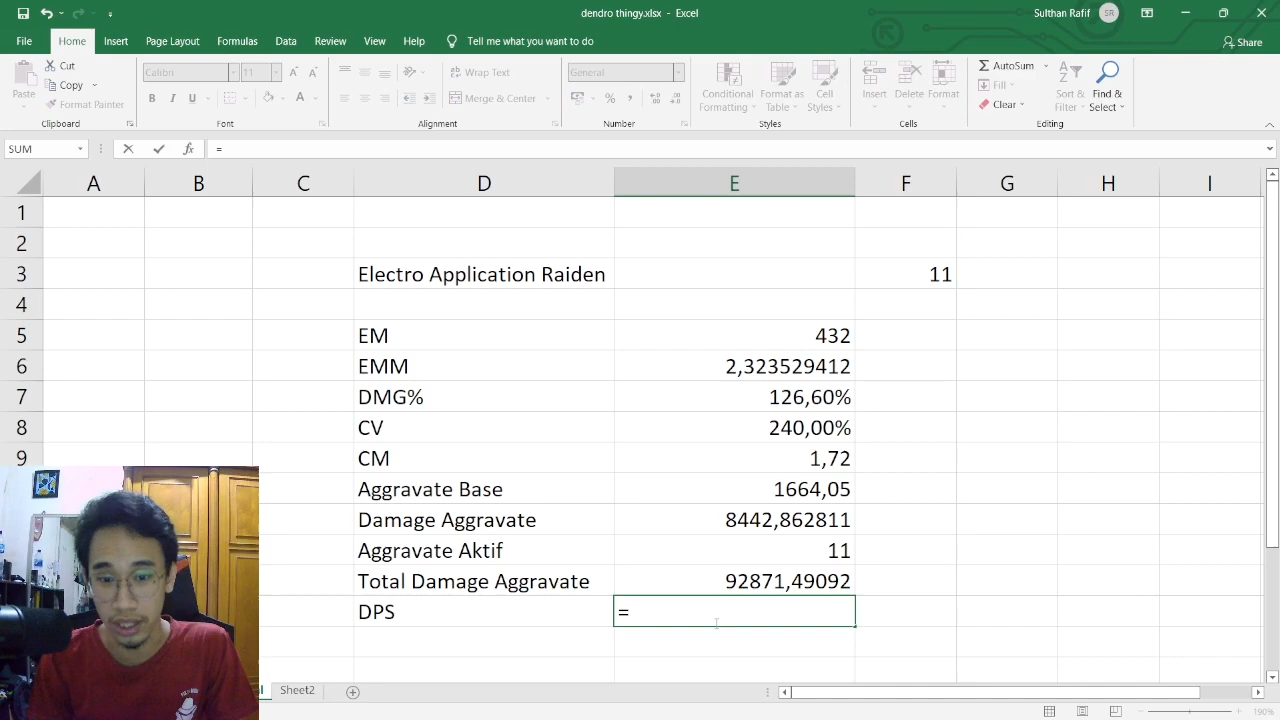 dendro thingy.xlsx - Excel
Sulthan Rafif
SR
File Home Insert Page Layout Formulas Data Review View Help Tell me what you want to do
Share
Paste
Cut
Copy
Format Painter
Clipboard
Calibri
11
B I U
Font
Wrap Text
Merge & Center
Alignment
General
Number
Conditional Formatting
Format as Table
Cell Styles
Styles
Insert
Delete
Format
Cells
AutoSum
Fill
Clear
Sort & Filter
Find & Select
Editing
SUM
fx
=
A B C D E F G H I
1
2
3 Electro Application Raiden 11
4
5 EM 432
6 EMM 2,323529412
7 DMG% 126,60%
8 CV 240,00%
9 CM 1,72
Aggravate Base 1664,05
Damage Aggravate 8442,862811
Aggravate Aktif 11
Total Damage Aggravate 92871,49092
DPS =
Sheet2
190%